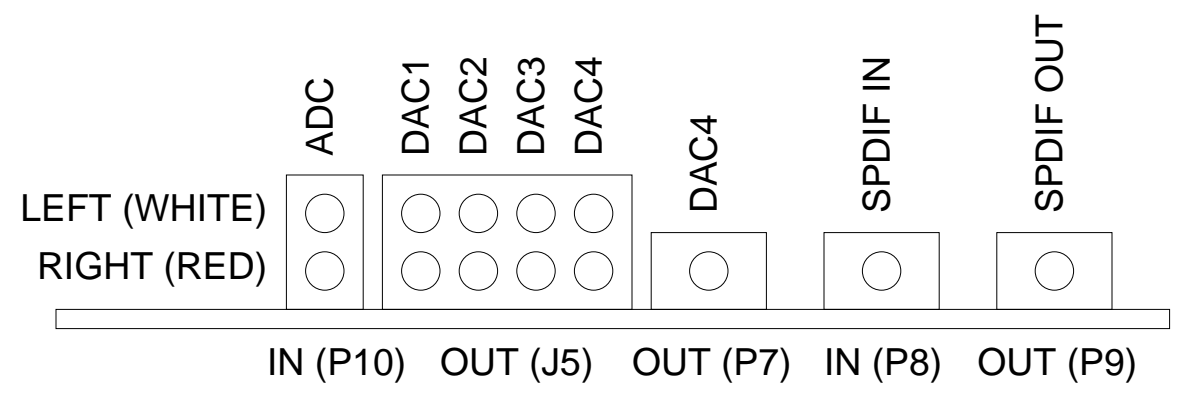 ADC
DAC1
DAC2
DAC3
DAC4
DAC4
SPDIF IN
SPDIF OUT
LEFT (WHITE)
RIGHT (RED)
IN (P10)
OUT (J5)
OUT (P7)
IN (P8)
OUT (P9)